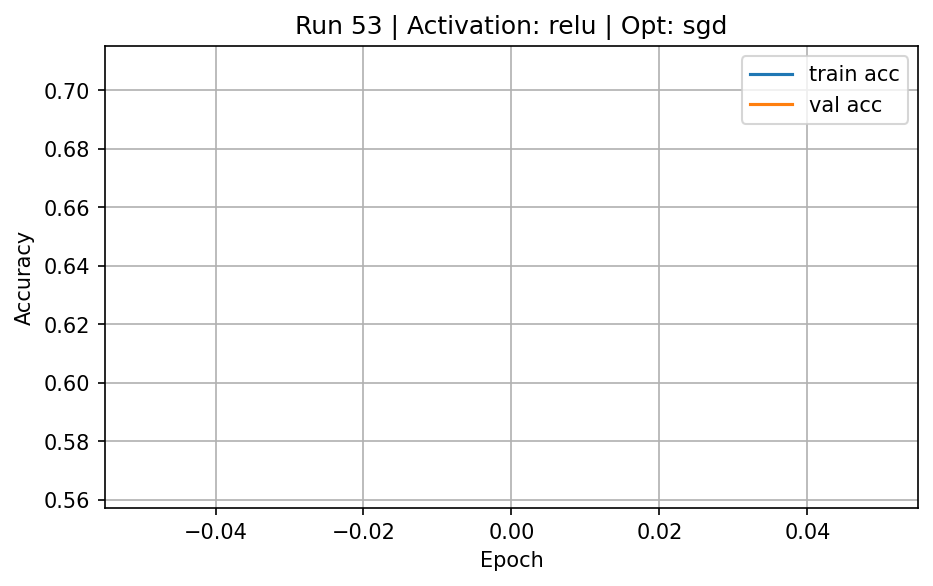 Run 53 | Activation: relu | Opt: sgd
train acc
val acc
0.70
0.68
0.66
0.64
0.62
0.60
0.58
0.56
Accuracy
−0.04
−0.02
0.00
0.02
0.04
Epoch